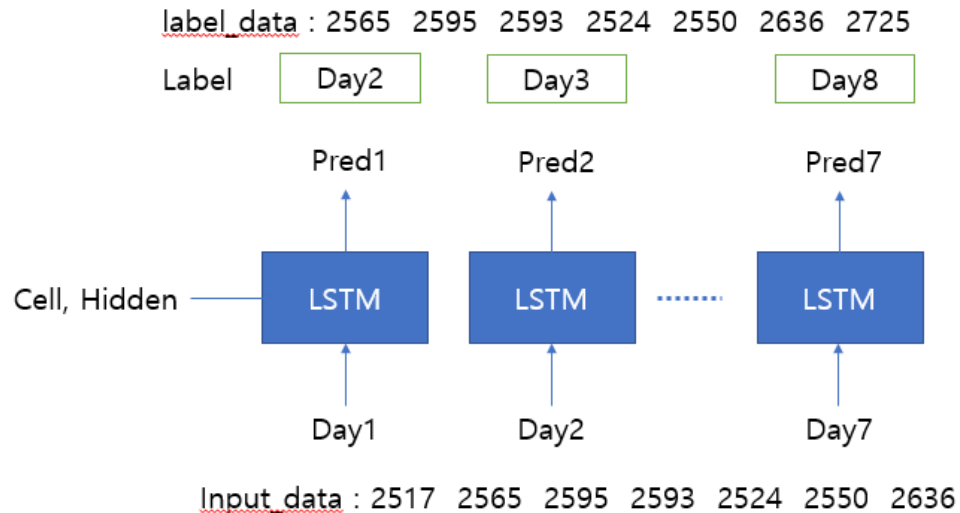 label_data : 2565 2595 2593 2524 2550 2636 2725
Label Day2 Day3 Day8
Pred1 Pred2 Pred7
Cell, Hidden LSTM LSTM LSTM
Day1 Day2 Day7
Input_data : 2517 2565 2595 2593 2524 2550 2636